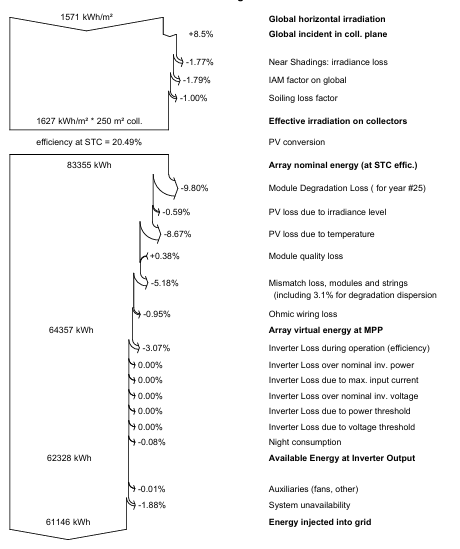 1571 kWh/m² Global horizontal irradiation
+8.5% Global incident in coll. plane
-1.77% Near Shadings: irradiance loss
-1.79% IAM factor on global
-1.00% Soiling loss factor
1627 kWh/m² * 250 m² coll. Effective irradiation on collectors
efficiency at STC = 20.49% PV conversion
83355 kWh Array nominal energy (at STC effic.)
-9.80% Module Degradation Loss ( for year #25)
-0.59% PV loss due to irradiance level
-8.67% PV loss due to temperature
+0.38% Module quality loss
-5.18% Mismatch loss, modules and strings
(including 3.1% for degradation dispersion
-0.95% Ohmic wiring loss
64357 kWh Array virtual energy at MPP
-3.07% Inverter Loss during operation (efficiency)
0.00% Inverter Loss over nominal inv. power
0.00% Inverter Loss due to max. input current
0.00% Inverter Loss over nominal inv. voltage
0.00% Inverter Loss due to power threshold
0.00% Inverter Loss due to voltage threshold
-0.08% Night consumption
62328 kWh Available Energy at Inverter Output
-0.01% Auxiliaries (fans, other)
-1.88% System unavailability
61146 kWh Energy injected into grid